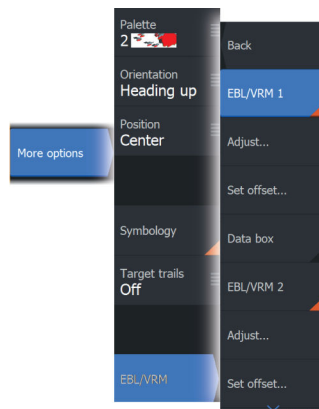 More options
Palette
2
Orientation
Heading up
Position
Center
Symbology
Target trails
Off
EBL/VRM
Back
EBL/VRM 1
Adjust...
Set offset...
Data box
EBL/VRM 2
Adjust...
Set offset...